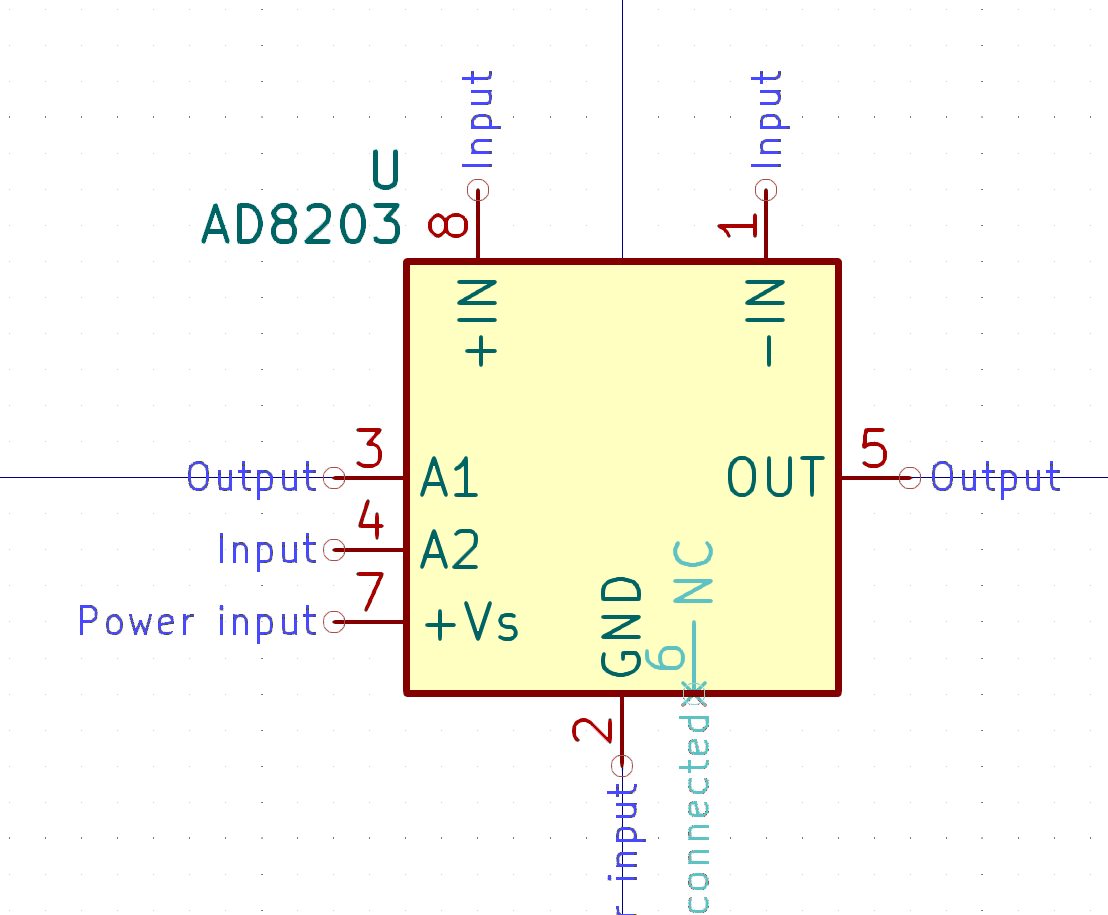 Input
Input
U
AD8203
8
1
+IN
-IN
3
5
Output
A1
OUT
Output
4
Input
A2
7
Power input
+Vs
GND
NC
6
2
r input
connected